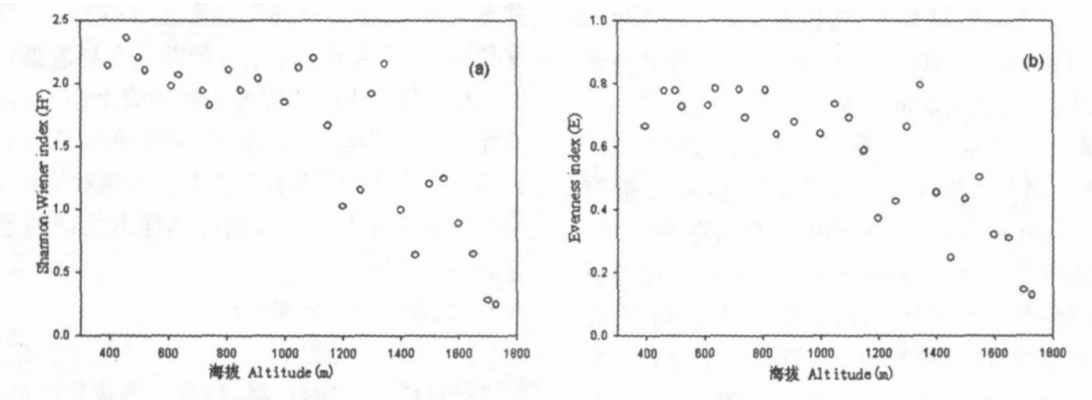 2.5
2.0
1.5
1.0
0.5
0.0
Shannon-Wiener index (H')
(a)
400 600 800 1000 1200 1400 1600 1800
海拔 Altitude(m)
1.0
0.8
0.6
0.4
0.2
0.0
Evenness index (E)
(b)
400 600 800 1000 1200 1400 1600 1800
海拔 Altitude(m)